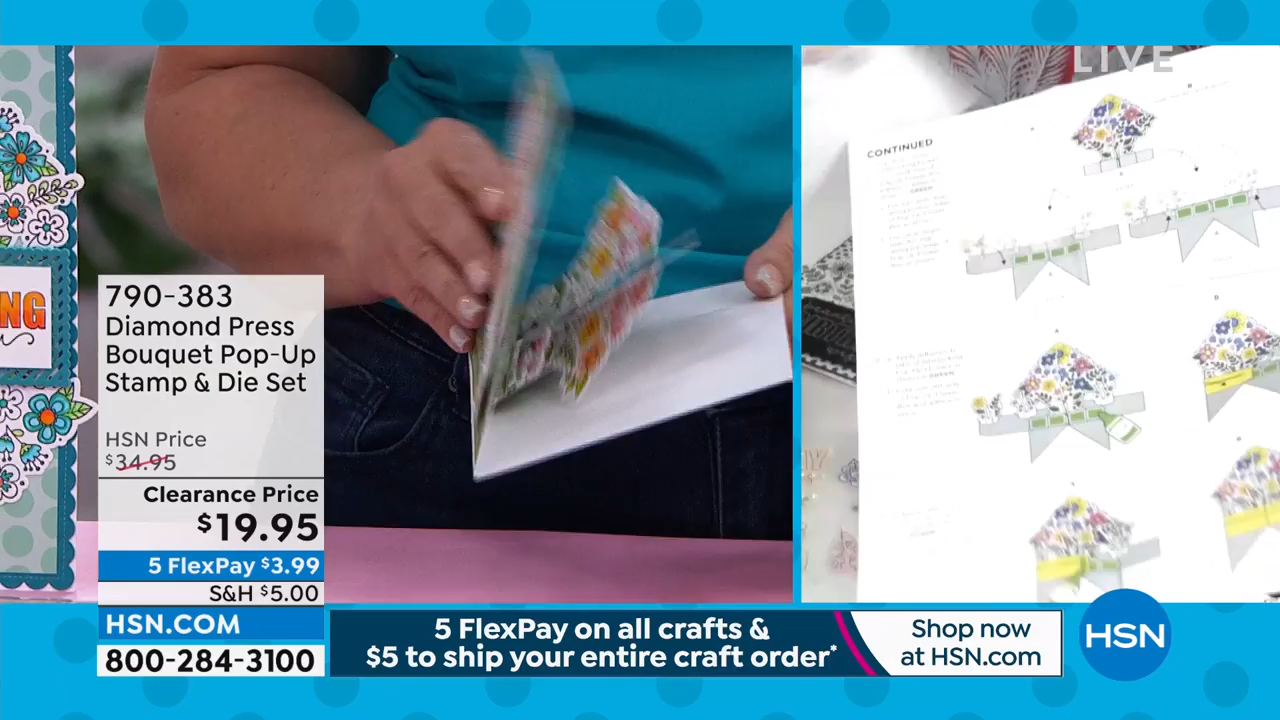 LIVE
CONTINUED
NG
790-383
Diamond Press
Bouquet Pop-Up
Stamp & Die Set
HSN Price
$34.95
Clearance Price
$19.95
5 FlexPay $3.99
S&H $5.00
HSN.COM
800-284-3100
5 FlexPay on all crafts &
$5 to ship your entire craft order*
Shop now
at HSN.com
HSN